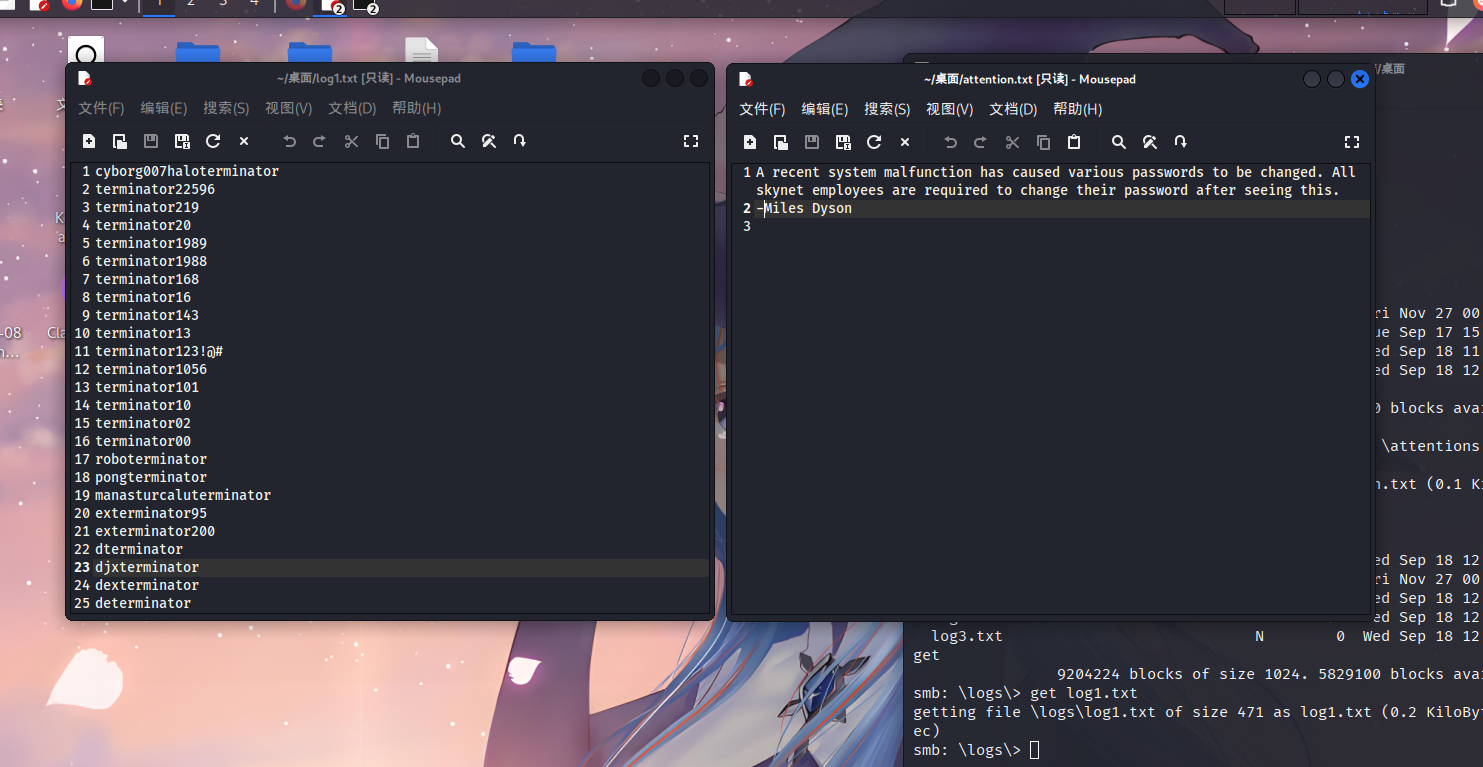 1 2 3 4 2 2
~/桌面/log1.txt [只读] - Mousepad
文件(F) 编辑(E) 搜索(S) 视图(V) 文档(D) 帮助(H)
1 cyborg007haloterminator
2 terminator22596
3 terminator219
4 terminator20
5 terminator1989
6 terminator1988
7 terminator168
8 terminator16
9 terminator143
10 terminator13
11 terminator123!@#
12 terminator1056
13 terminator101
14 terminator10
15 terminator02
16 terminator00
17 roboterminator
18 pongterminator
19 manasturcaluterminator
20 exterminator95
21 exterminator200
22 dterminator
23 djxterminator
24 dexterminator
25 determinator
~/桌面/attention.txt [只读] - Mousepad
文件(F) 编辑(E) 搜索(S) 视图(V) 文档(D) 帮助(H)
1 A recent system malfunction has caused various passwords to be changed. All
skynet employees are required to change their password after seeing this.
2 -Miles Dyson
3
/桌面
ri Nov 27 00
ue Sep 17 15
ed Sep 18 11
ed Sep 18 12
0 blocks avai
\attentions
n.txt (0.1 Ki
ed Sep 18 12
ri Nov 27 00
ed Sep 18 12
ed Sep 18 12
log3.txt N 0 Wed Sep 18 12
get
9204224 blocks of size 1024. 5829100 blocks avai
smb: \logs\> get log1.txt
getting file \logs\log1.txt of size 471 as log1.txt (0.2 KiloByt
ec)
smb: \logs\>
-08
Cla